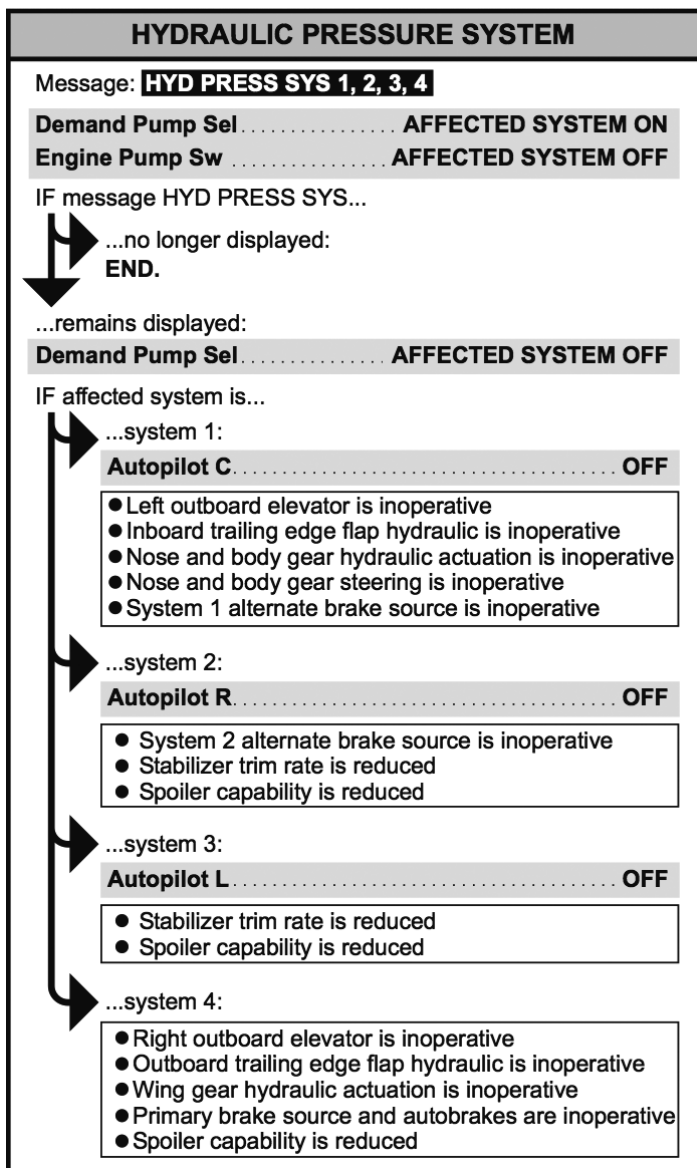 HYDRAULIC PRESSURE SYSTEM
Message: HYD PRESS SYS 1, 2, 3, 4
Demand Pump Sel................ AFFECTED SYSTEM ON
Engine Pump Sw ................ AFFECTED SYSTEM OFF
IF message HYD PRESS SYS...
...no longer displayed:
END.
...remains displayed:
Demand Pump Sel............... AFFECTED SYSTEM OFF
IF affected system is...
...system 1:
Autopilot C....................................... OFF
●Left outboard elevator is inoperative
●Inboard trailing edge flap hydraulic is inoperative
●Nose and body gear hydraulic actuation is inoperative
●Nose and body gear steering is inoperative
●System 1 alternate brake source is inoperative
...system 2:
Autopilot R....................................... OFF
● System 2 alternate brake source is inoperative
● Stabilizer trim rate is reduced
● Spoiler capability is reduced
...system 3:
Autopilot L....................................... OFF
● Stabilizer trim rate is reduced
● Spoiler capability is reduced
...system 4:
●Right outboard elevator is inoperative
●Outboard trailing edge flap hydraulic is inoperative
●Wing gear hydraulic actuation is inoperative
●Primary brake source and autobrakes are inoperative
●Spoiler capability is reduced